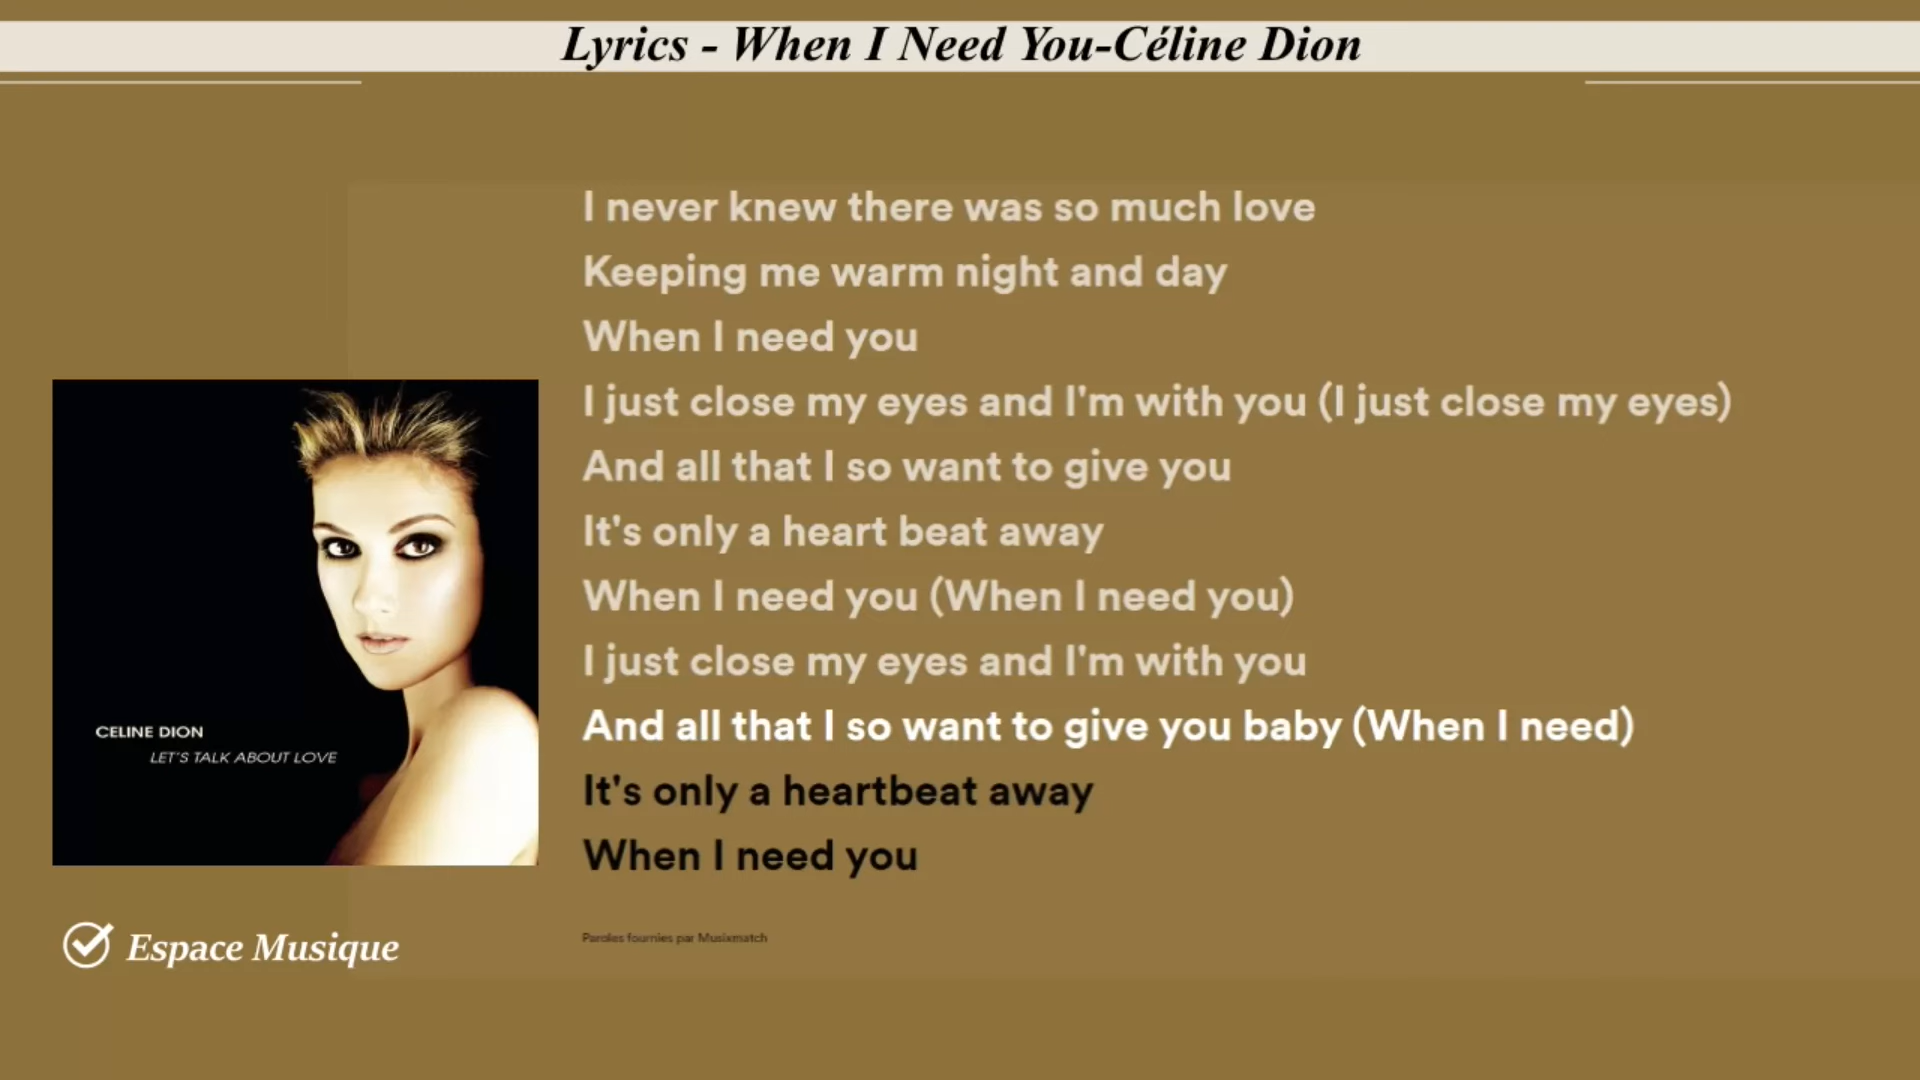 Lyrics - When I Need You-Céline Dion
I never knew there was so much love
Keeping me warm night and day
When I need you
I just close my eyes and I'm with you (I just close my eyes)
And all that I so want to give you
It's only a heart beat away
When I need you (When I need you)
I just close my eyes and I'm with you
And all that I so want to give you baby (When I need)
It's only a heartbeat away
When I need you
CELINE DION
LET'S TALK ABOUT LOVE
Espace Musique
Paroles fournies par Musixmatch